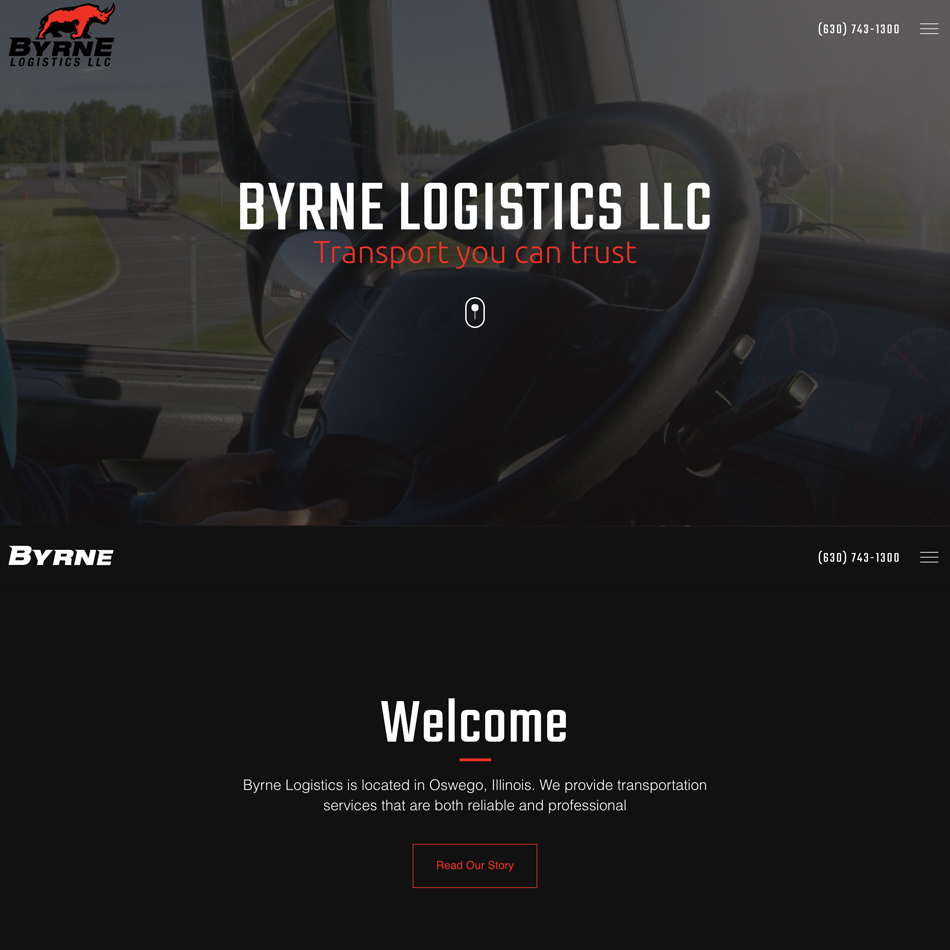 BYRNE
LOGISTICS LLC
(630) 743-1300
BYRNE LOGISTICS LLC
Transport you can trust
BYRNE
(630) 743-1300
Welcome
Byrne Logistics is located in Oswego, Illinois. We provide transportation
services that are both reliable and professional
Read Our Story